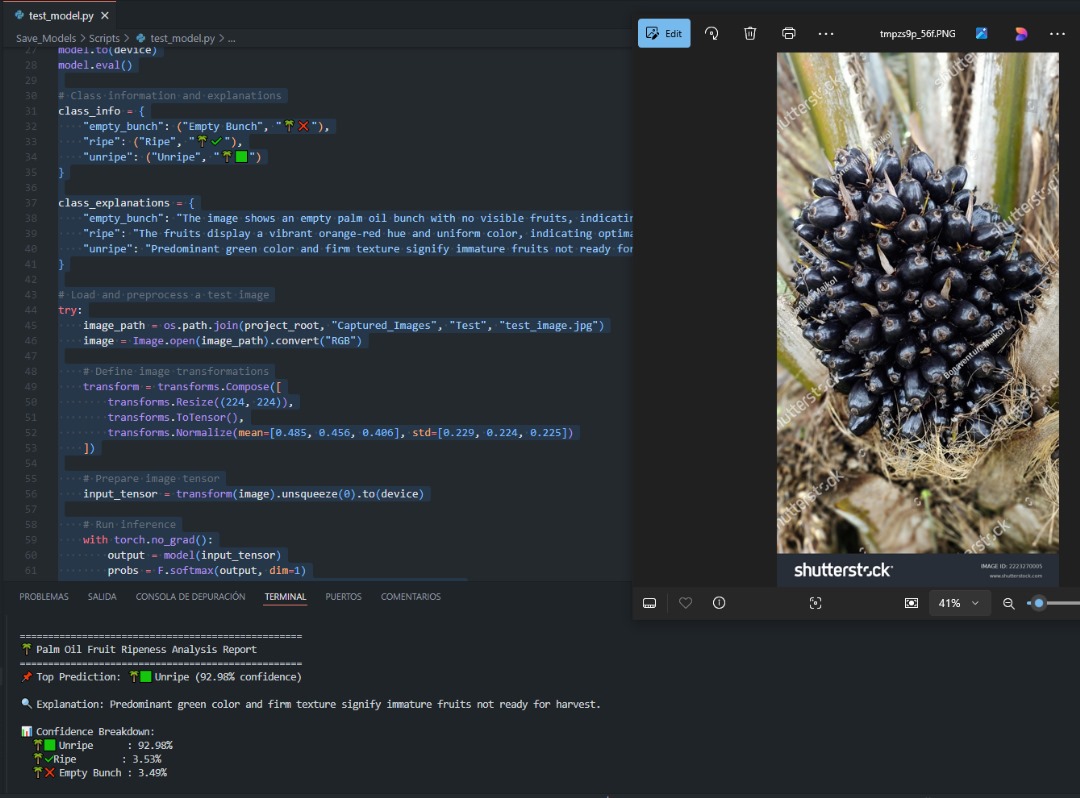 test_model.py
Save_Models > Scripts > test_model.py > ...
27 model.to(device)
28 model.eval()
29
30 # Class information and explanations
31 class_info = {
32 "empty_bunch": ("Empty Bunch", "🌴❌"),
33 "ripe": ("Ripe", "🌴✅"),
34 "unripe": ("Unripe", "🌴🟩")
35 }
36
37 class_explanations = {
38 "empty_bunch": "The image shows an empty palm oil bunch with no visible fruits, indicatin
39 "ripe": "The fruits display a vibrant orange-red hue and uniform color, indicating optima
40 "unripe": "Predominant green color and firm texture signify immature fruits not ready for
41 }
42
43 # Load and preprocess a test image
44 try:
45 image_path = os.path.join(project_root, "Captured_Images", "Test", "test_image.jpg")
46 image = Image.open(image_path).convert("RGB")
47
48 # Define image transformations
49 transform = transforms.Compose([
50 transforms.Resize((224, 224)),
51 transforms.ToTensor(),
52 transforms.Normalize(mean=[0.485, 0.456, 0.406], std=[0.229, 0.224, 0.225])
53 ])
54
55 # Prepare image tensor
56 input_tensor = transform(image).unsqueeze(0).to(device)
57
58 # Run inference
59 with torch.no_grad():
60 output = model(input_tensor)
61 probs = F.softmax(output, dim=1)
PROBLEMAS SALIDA CONSOLA DE DEPURACIÓN TERMINAL PUERTOS COMENTARIOS
==================================================
🌴 Palm Oil Fruit Ripeness Analysis Report
==================================================
📌 Top Prediction: 🌴🟩 Unripe (92.98% confidence)
🔍 Explanation: Predominant green color and firm texture signify immature fruits not ready for harvest.
📊 Confidence Breakdown:
🌴🟩 Unripe : 92.98%
🌴✅Ripe : 3.53%
🌴❌ Empty Bunch : 3.49%
Edit
tmpzs9p_56f.PNG
shutterstock
Bonaventure Maikol
shutterstock
IMAGE ID: 2223270005
www.shutterstock.com
41%